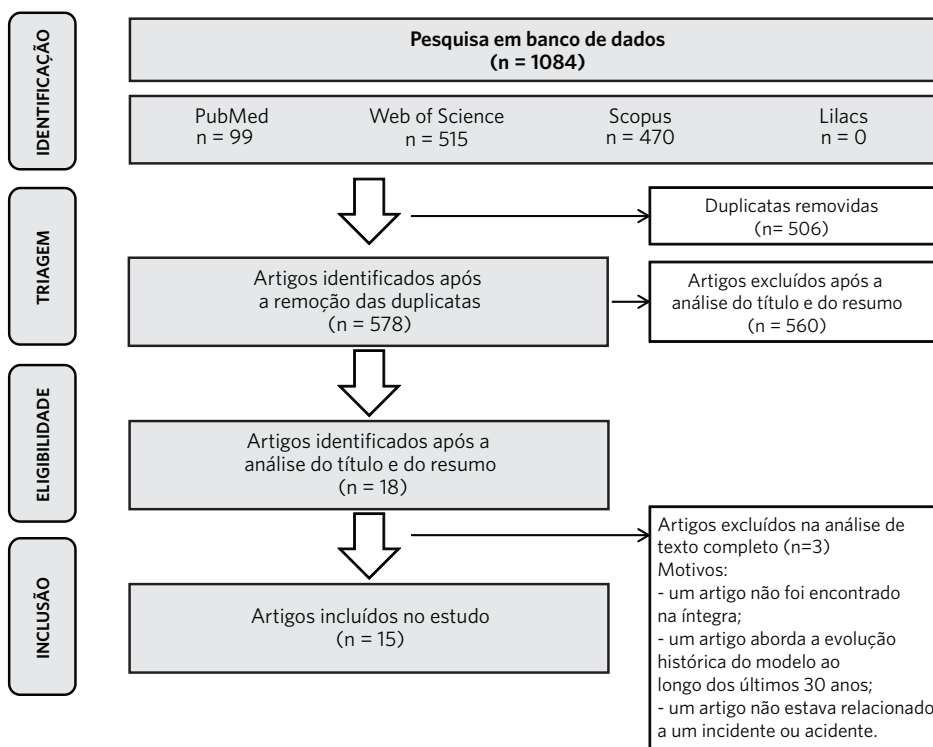 IDENTIFICAÇÃO
Pesquisa em banco de dados
(n = 1084)
PubMed
n = 99
Web of Science
n = 515
Scopus
n = 470
Lilacs
n = 0
TRIAGEM
Duplicatas removidas
(n= 506)
Artigos identificados após
a remoção das duplicatas
(n = 578)
Artigos excluídos após a
análise do título e do resumo
(n = 560)
ELIGIBILIDADE
Artigos identificados após a
análise do título e do resumo
(n = 18)
INCLUSÃO
Artigos excluídos na análise de
texto completo (n=3)
Motivos:
- um artigo não foi encontrado
na íntegra;
- um artigo aborda a evolução
histórica do modelo ao
longo dos últimos 30 anos;
- um artigo não estava relacionado
a um incidente ou acidente.
Artigos incluídos no estudo
(n = 15)